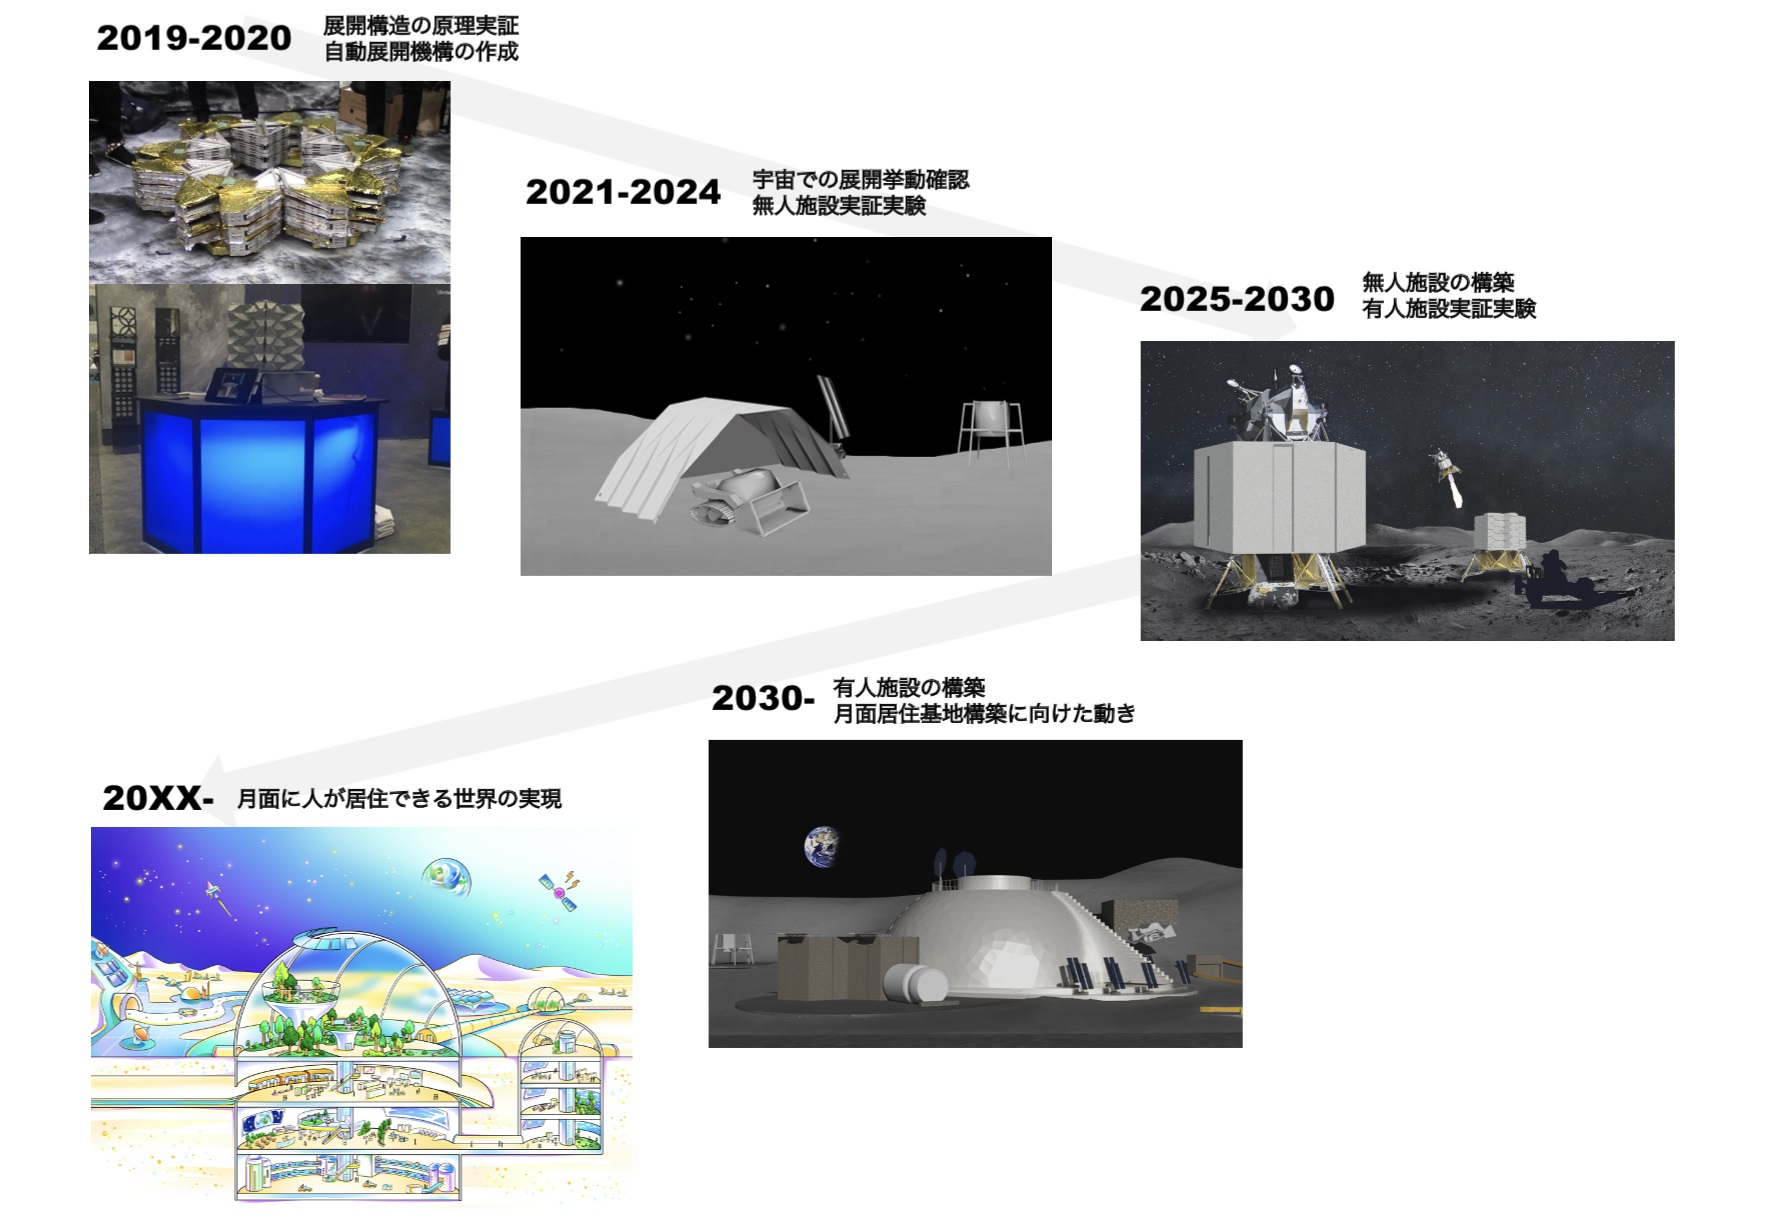 2019-2020
展開構造の原理実証
自動展開機構の作成
2021-2024
宇宙での展開挙動確認
無人施設実証実験
2025-2030
無人施設の構築
有人施設実証実験
2030-
有人施設の構築
月面居住基地構築に向けた動き
20XX-
月面に人が居住できる世界の実現